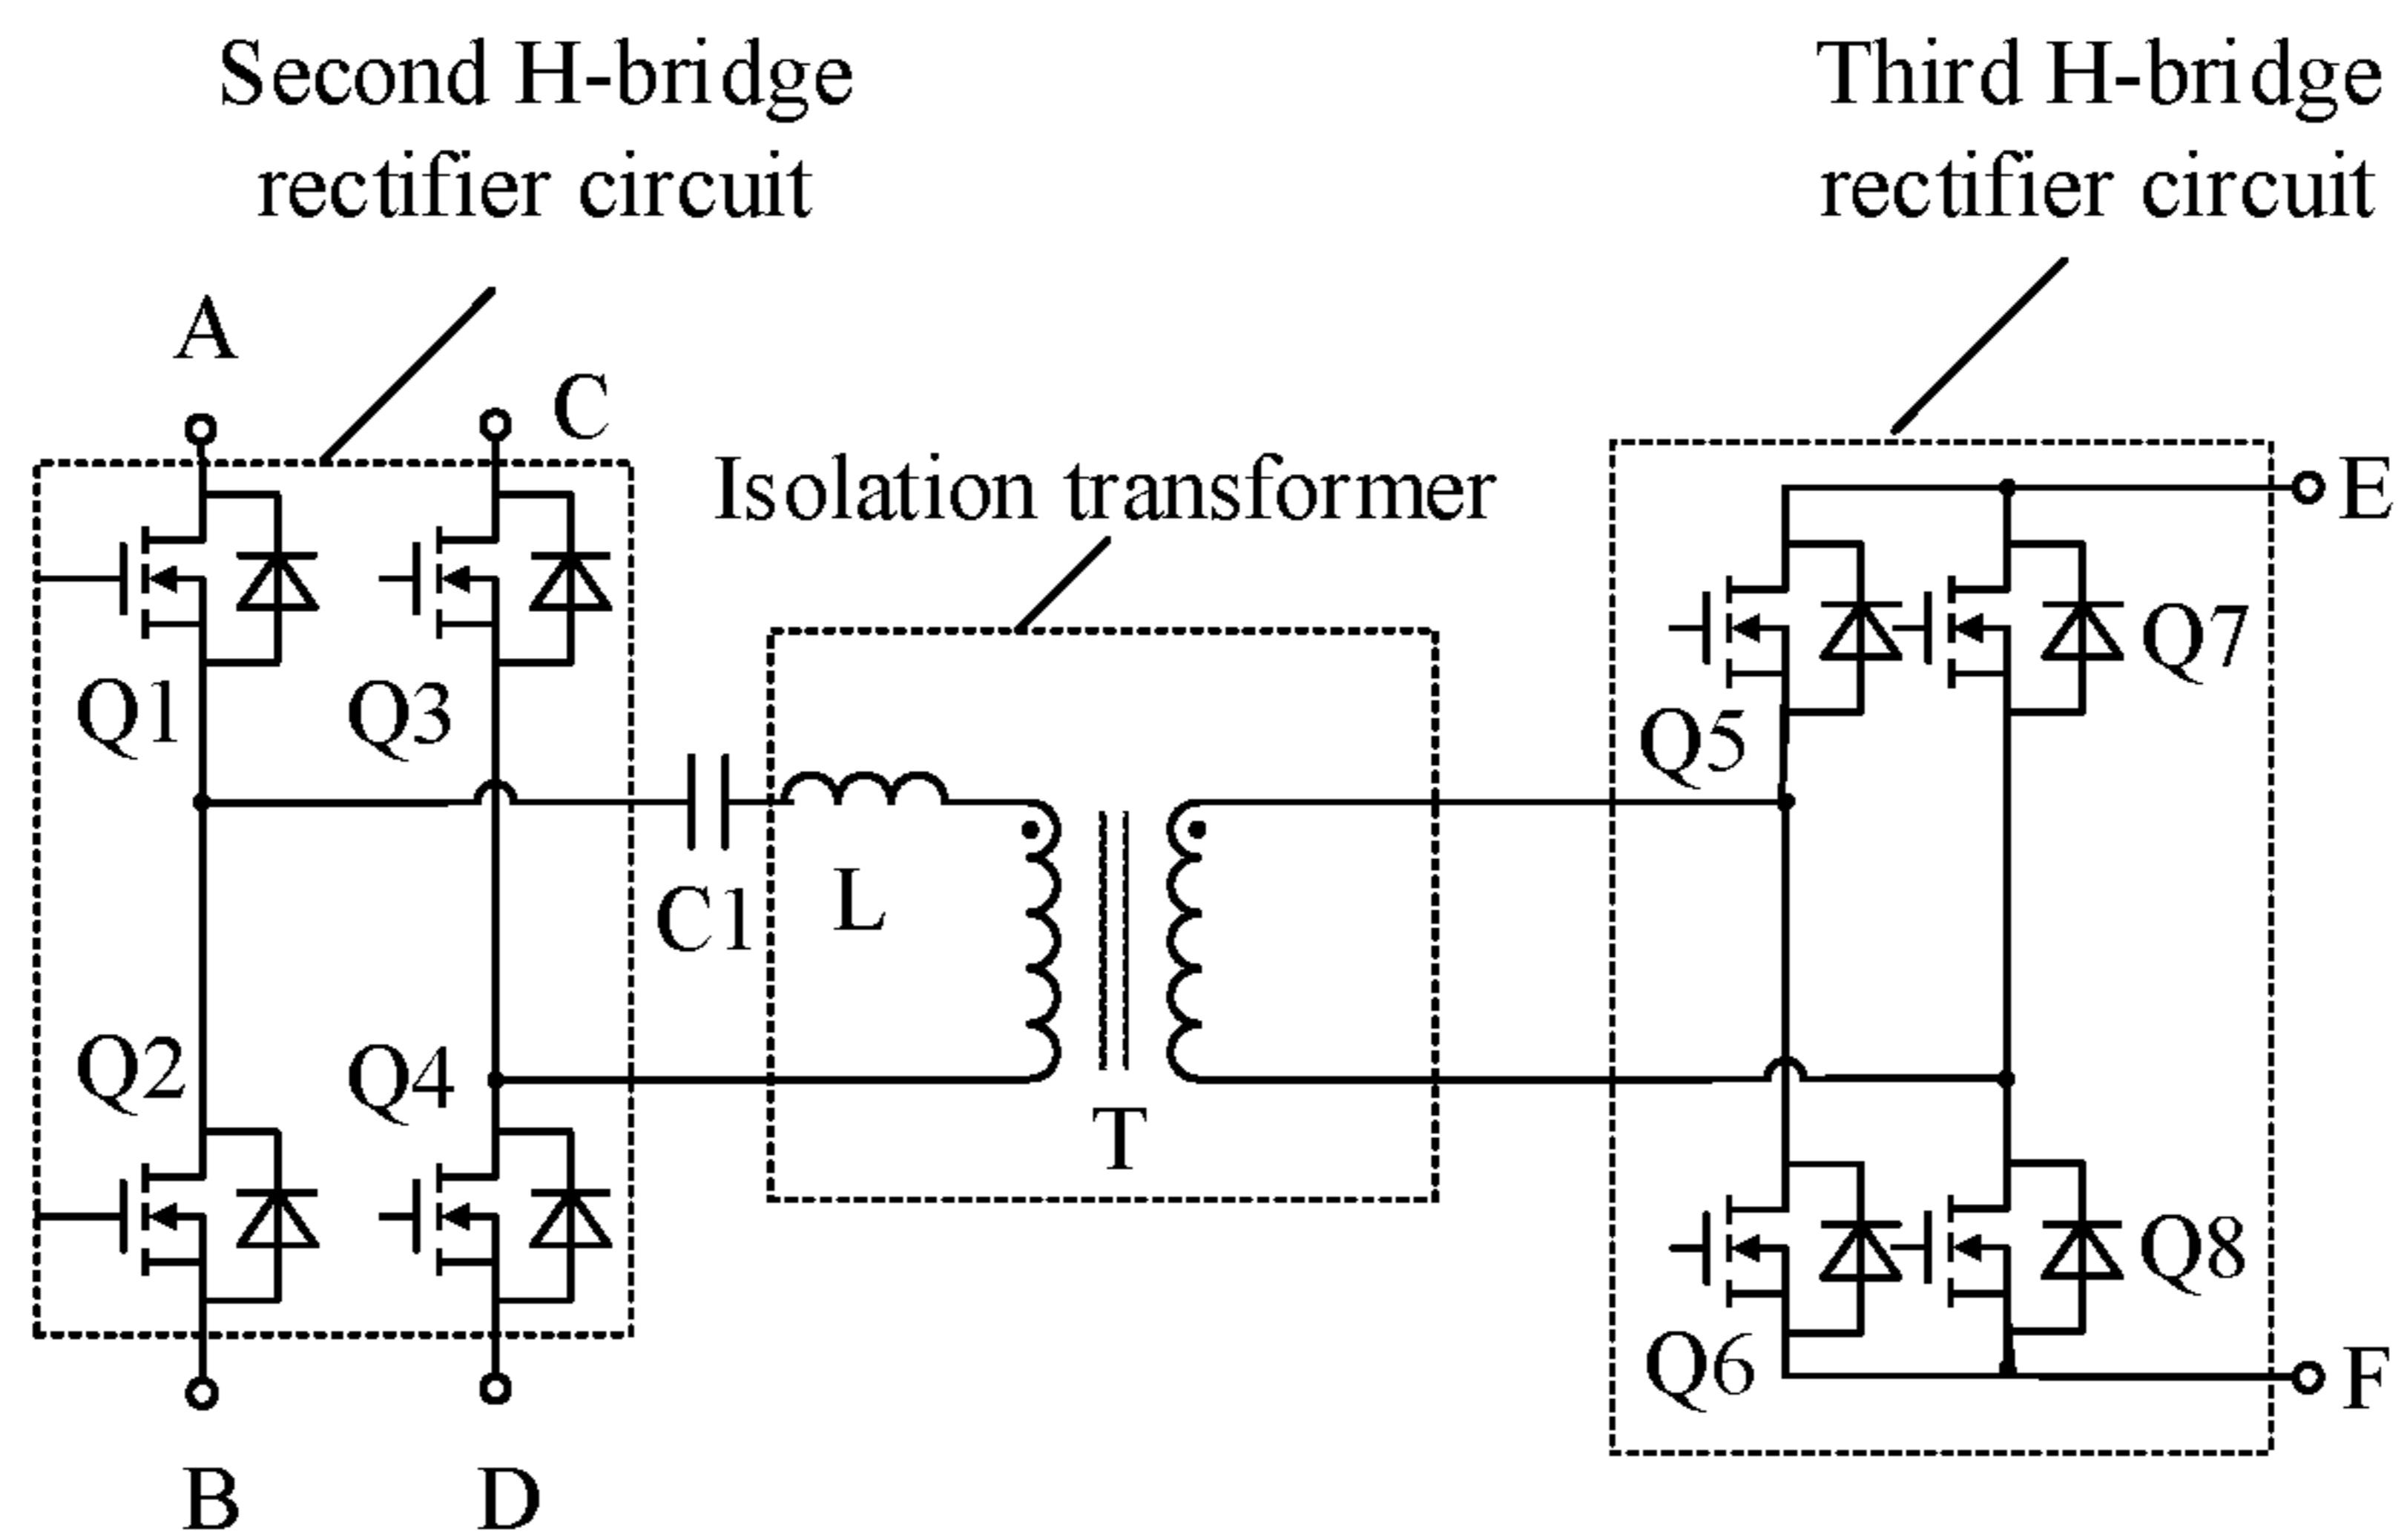 Second H-bridge
rectifier circuit
Third H-bridge
rectifier circuit
A
C
Isolation transformer
E
Q1
Q3
Q5
Q7
C1
L
Q2
Q4
T
Q6
Q8
F
B
D